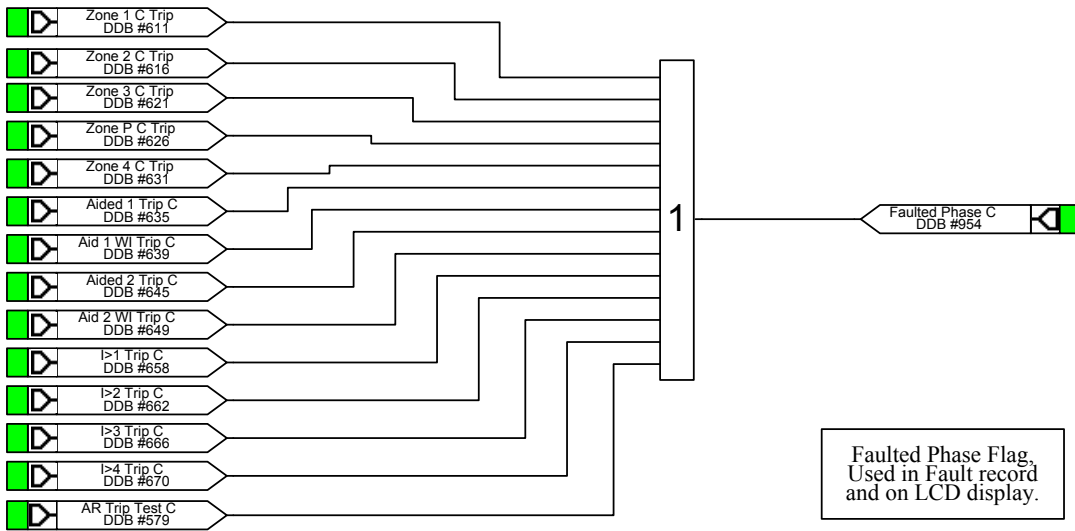 Zone 1 C Trip
DDB #611
Zone 2 C Trip
DDB #616
Zone 3 C Trip
DDB #621
Zone P C Trip
DDB #626
Zone 4 C Trip
DDB #631
Aided 1 Trip C
DDB #635
Aid 1 WI Trip C
DDB #639
Aided 2 Trip C
DDB #645
Aid 2 WI Trip C
DDB #649
I>1 Trip C
DDB #658
I>2 Trip C
DDB #662
I>3 Trip C
DDB #666
I>4 Trip C
DDB #670
AR Trip Test C
DDB #579
1
Faulted Phase C
DDB #954
Faulted Phase Flag,
Used in Fault record
and on LCD display.